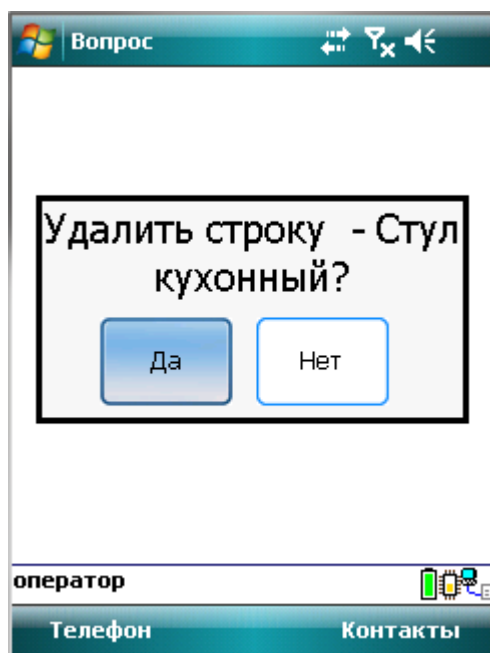 Вопрос
Удалить строку - Стул
кухонный?
Да Нет
оператор
Телефон Контакты